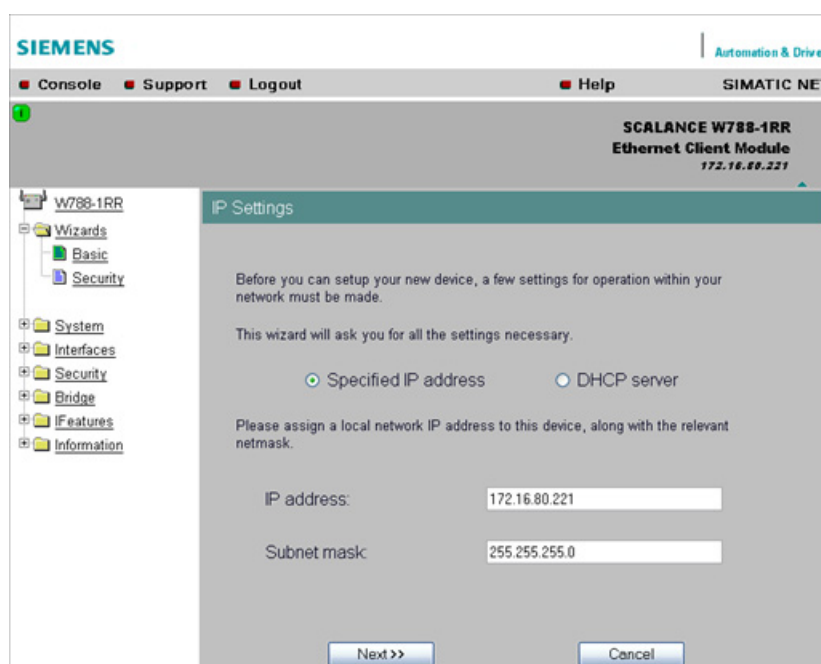 SIEMENS
Automation & Drive
Console Support Logout Help SIMATIC NE
SCALANCE W788-1RR
Ethernet Client Module
172.16.80.221
W788-1RR
Wizards
Basic
Security
System
Interfaces
Security
Bridge
IFeatures
Information
IP Settings
Before you can setup your new device, a few settings for operation within your
network must be made.
This wizard will ask you for all the settings necessary.
Specified IP address DHCP server
Please assign a local network IP address to this device, along with the relevant
netmask.
IP address: 172.16.80.221
Subnet mask: 255.255.255.0
Next>> Cancel